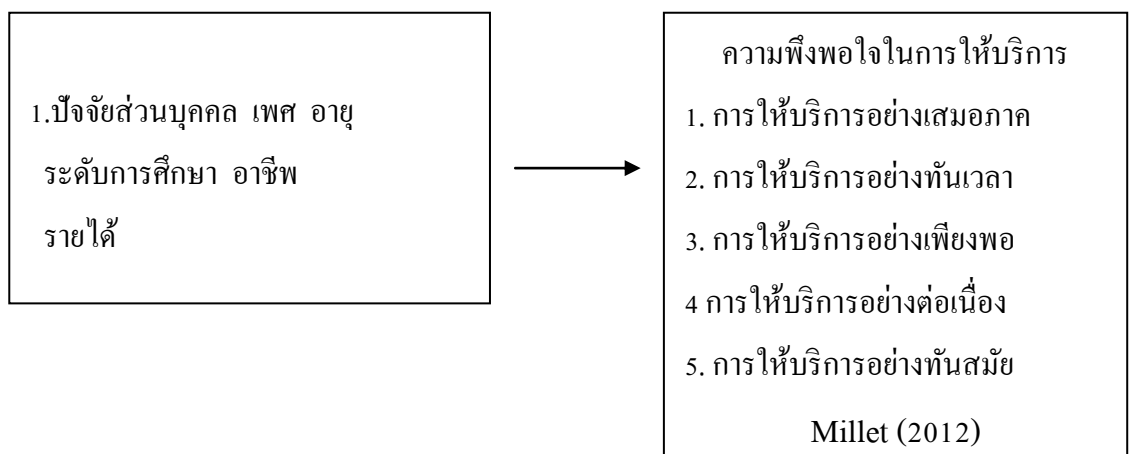 1.ปัจจัยส่วนบุคคล เพศ อายุ
ระดับการศึกษา อาชีพ
รายได้
ความพึงพอใจในการให้บริการ
1. การให้บริการอย่างเสมอภาค
2. การให้บริการอย่างทันเวลา
3. การให้บริการอย่างเพียงพอ
4 การให้บริการอย่างต่อเนื่อง
5. การให้บริการอย่างทันสมัย
Millet (2012)